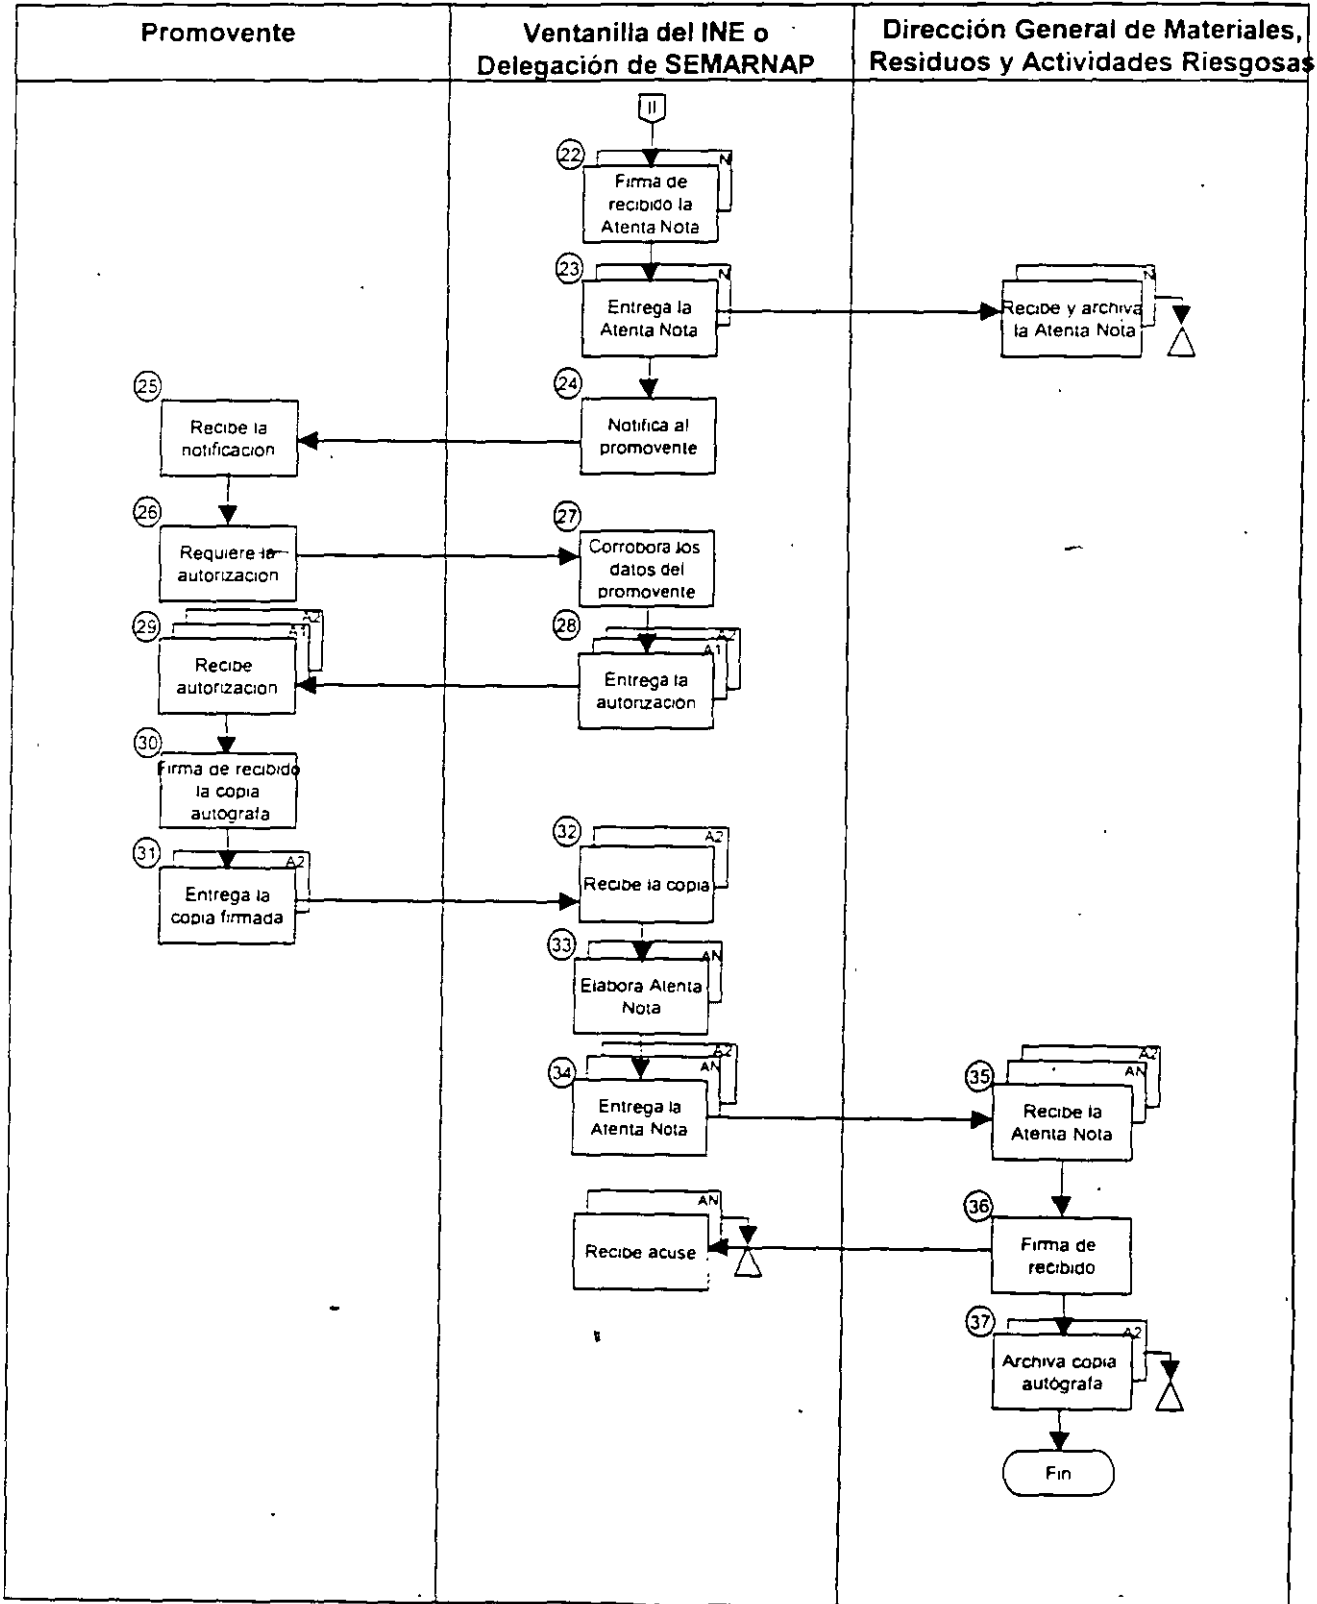 Promovente
Ventanilla del INE o
Delegación de SEMARNAP
Dirección General de Materiales,
Residuos y Actividades Riesgosas
II
22
N
Firma de
recibido la
Atenta Nota
23
N
Entrega la
Atenta Nota
N
Recibe y archiva
la Atenta Nota
24
Notifica al
promovente
25
Recibe la
notificacion
26
Requiere la
autorización
27
Corrobora los
datos del
promovente
28
A2
A1
Entrega la
autorización
29
A2
A1
Recibe
autorizacion
30
Firma de recibido
la copia
autógrafa
31
A2
Entrega la
copia firmada
32
A2
Recibe la copia
33
AN
Elabora Atenta
Nota
34
A2
AN
Entrega la
Atenta Nota
35
A2
AN
Recibe la
Atenta Nota
36
Firma de
recibido
AN
Recibe acuse
37
A2
Archiva copia
autógrafa
Fin